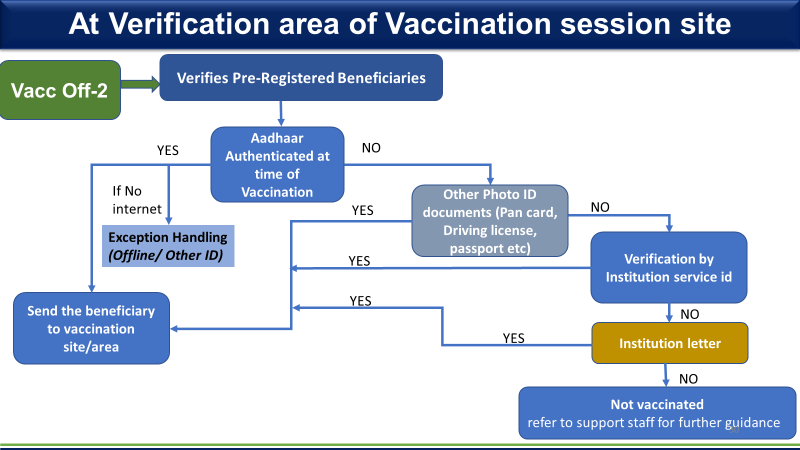 At Verification area of Vaccination session site
Vacc Off-2
Verifies Pre-Registered Beneficiaries
YES
Aadhaar
Authenticated at
time of
Vaccination
NO
If No
internet
Exception Handling
(Offline/ Other ID)
Other Photo ID
documents (Pan card,
Driving license,
passport etc)
YES
NO
Verification by
Institution service id
YES
Send the beneficiary
to vaccination
site/area
YES
NO
YES
Institution letter
NO
Not vaccinated
refer to support staff for further guidance